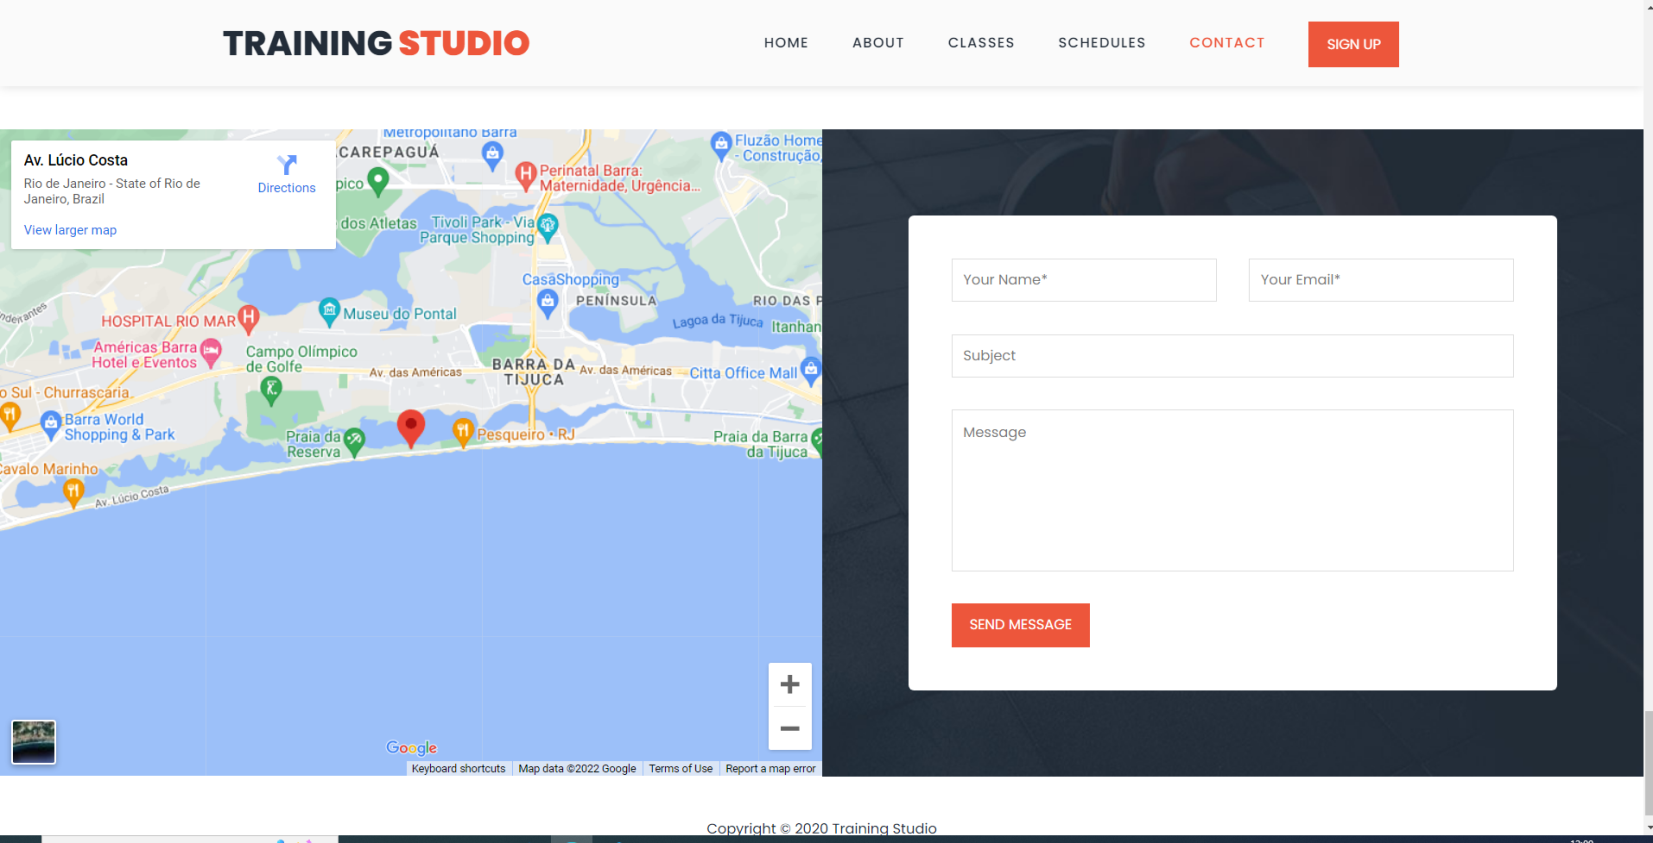 TRAINING STUDIO
HOME ABOUT CLASSES SCHEDULES CONTACT SIGN UP
Av. Lúcio Costa
Rio de Janeiro - State of Rio de
Janeiro, Brazil
Directions
View larger map
Metropolitano Barra
CAREPAGUÁ
Fluzão Home
- Construção,
Perinatal Barra:
Maternidade, Urgência...
pico
dos Atletas
Tivoli Park - Via
Parque Shopping
CasaShopping
PENÍNSULA
RIO DAS P
Lagoa da Tijuca
Itanhan
Museu do Pontal
HOSPITAL RIO MAR
Américas Barra
Hotel e Eventos
Campo Olímpico
de Golfe
Av. das Américas
BARRA DA
TIJUCA
Av. das Américas
Citta Office Mall
o Sul - Churrascaria...
Barra World
Shopping & Park
Praia da
Reserva
Pesqueiro • RJ
Praia da Barra
da Tijuca
Cavalo Marinho
Av. Lúcio Costa
Google
Keyboard shortcuts
Map data ©2022 Google
Terms of Use
Report a map error
Your Name*
Your Email*
Subject
Message
SEND MESSAGE
Copyright © 2020 Training Studio